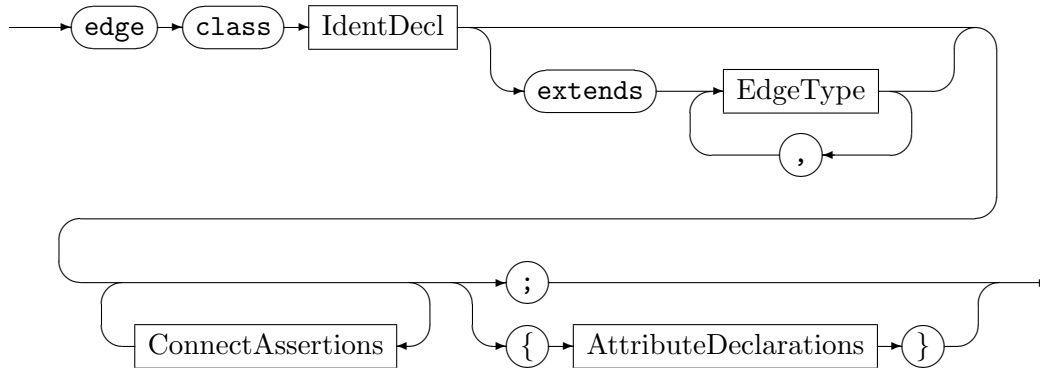 edge class IdentDecl
extends EdgeType
,
;
ConnectAssertions { AttributeDeclarations }